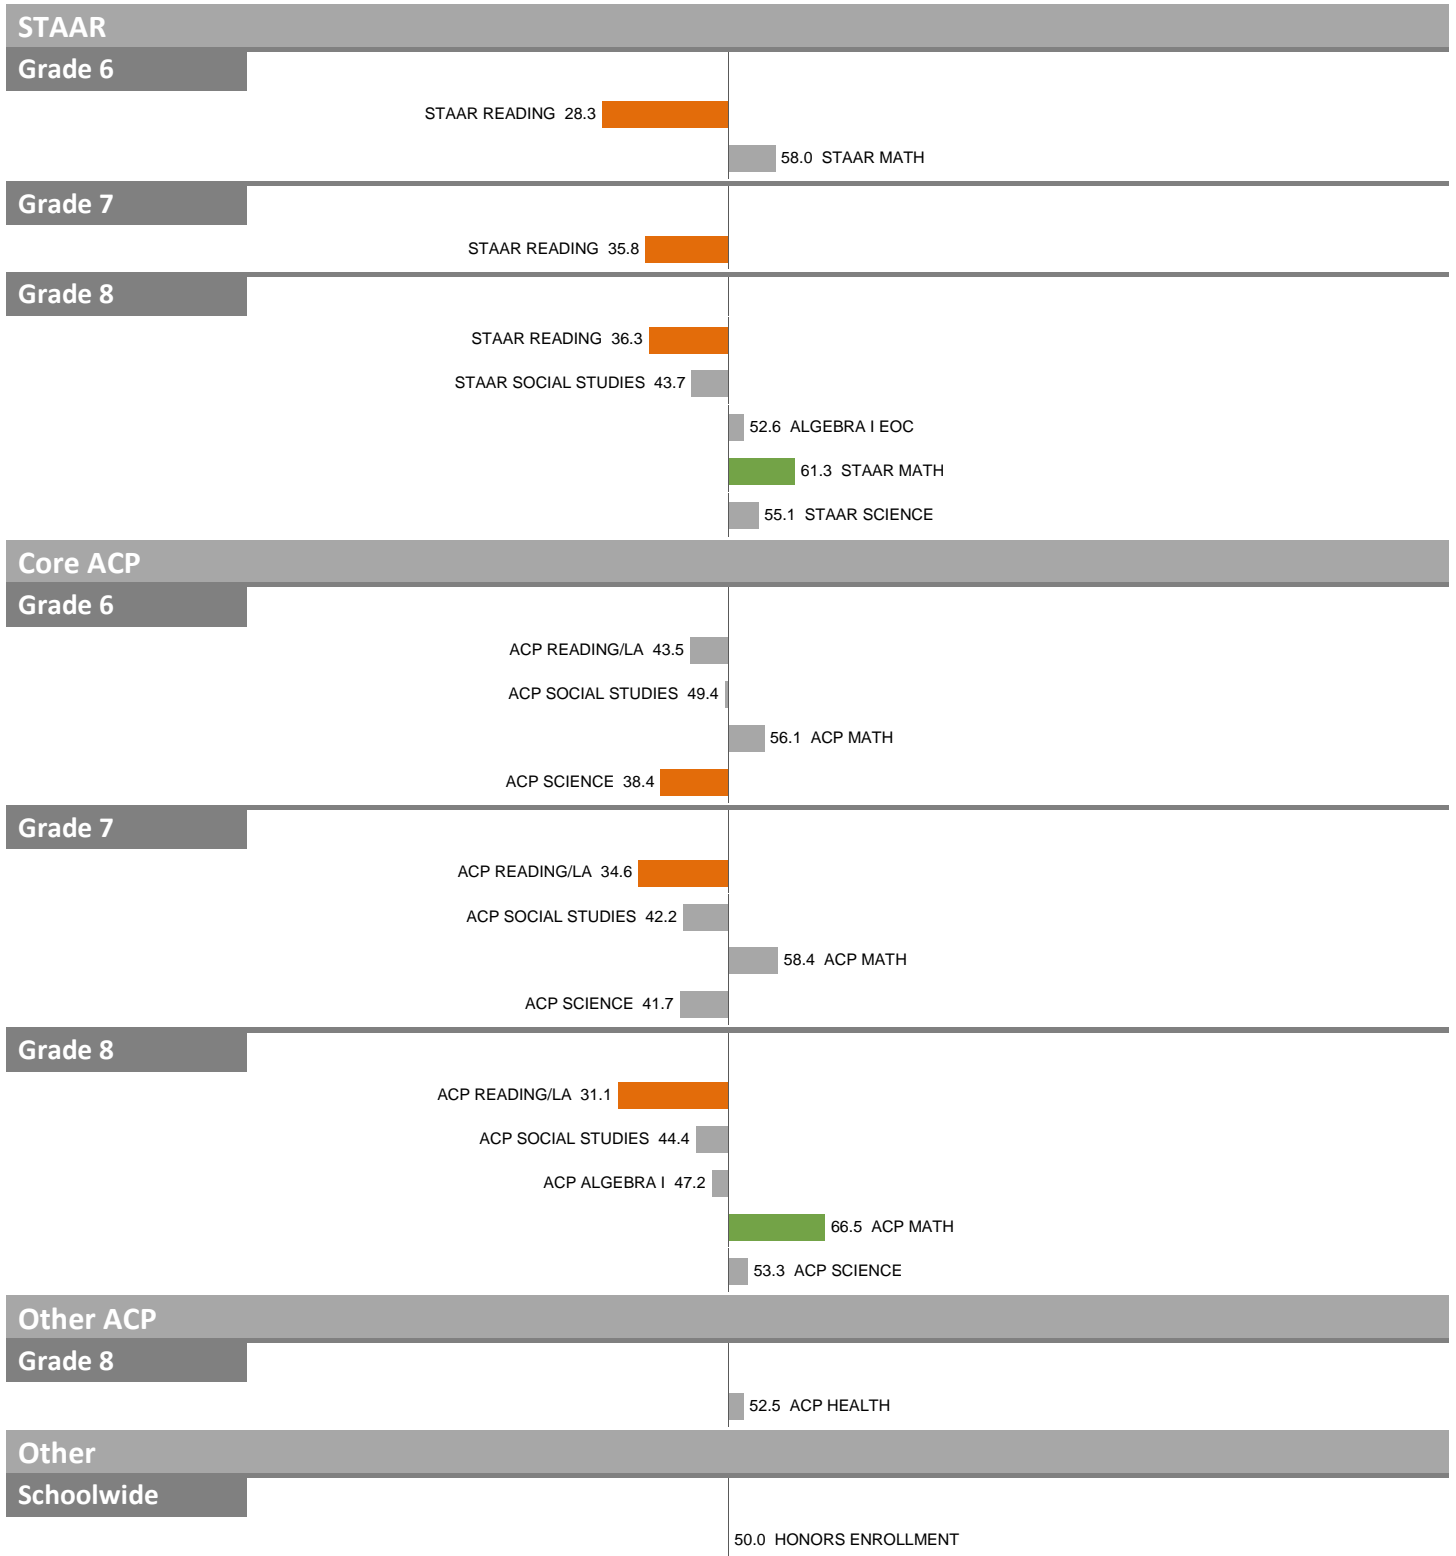 STAAR
Grade 6
STAAR READING 28.3
58.0 STAAR MATH
Grade 7
STAAR READING 35.8
Grade 8
STAAR READING 36.3
STAAR SOCIAL STUDIES 43.7
52.6 ALGEBRA I EOC
61.3 STAAR MATH
55.1 STAAR SCIENCE
Core ACP
Grade 6
ACP READING/LA 43.5
ACP SOCIAL STUDIES 49.4
56.1 ACP MATH
ACP SCIENCE 38.4
Grade 7
ACP READING/LA 34.6
ACP SOCIAL STUDIES 42.2
58.4 ACP MATH
ACP SCIENCE 41.7
Grade 8
ACP READING/LA 31.1
ACP SOCIAL STUDIES 44.4
ACP ALGEBRA I 47.2
66.5 ACP MATH
53.3 ACP SCIENCE
Other ACP
Grade 8
52.5 ACP HEALTH
Other
Schoolwide
50.0 HONORS ENROLLMENT